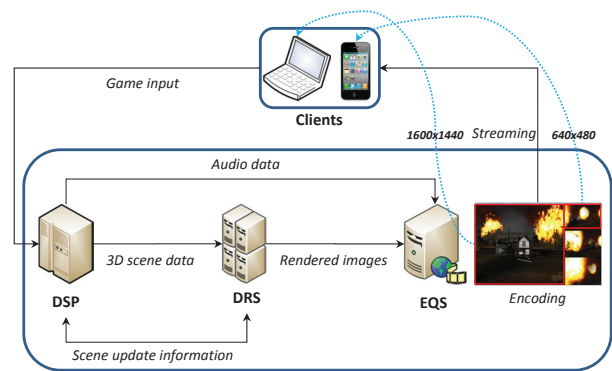 Game input
Clients
1600x1440
Streaming
640x480
Audio data
3D scene data
Rendered images
DSP
DRS
EQS
Encoding
Scene update information